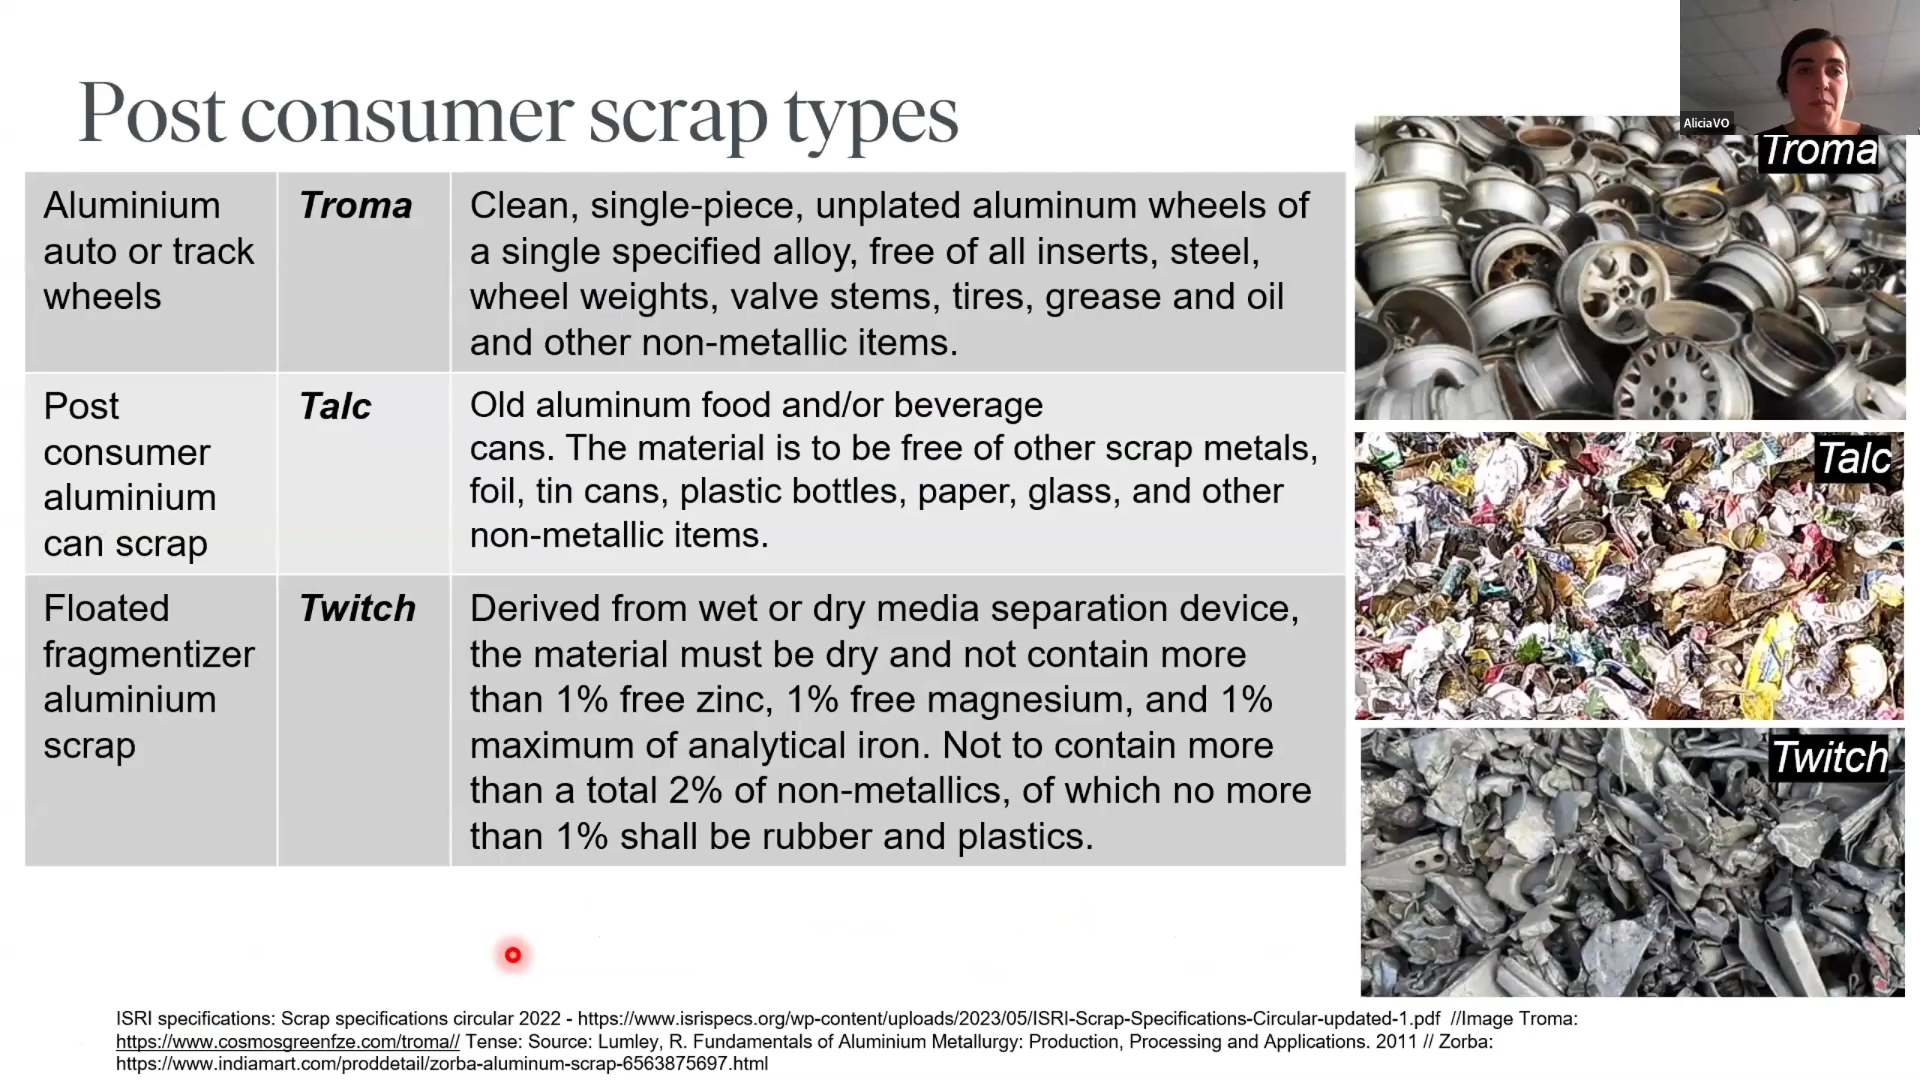 Post consumer scrap types
AliciaVO
Aluminium
auto or track
wheels
Troma
Clean, single-piece, unplated aluminum wheels of
a single specified alloy, free of all inserts, steel,
wheel weights, valve stems, tires, grease and oil
and other non-metallic items.
Troma
Post
consumer
aluminium
can scrap
Talc
Old aluminum food and/or beverage
cans. The material is to be free of other scrap metals,
foil, tin cans, plastic bottles, paper, glass, and other
non-metallic items.
Talc
Floated
fragmentizer
aluminium
scrap
Twitch
Derived from wet or dry media separation device,
the material must be dry and not contain more
than 1% free zinc, 1% free magnesium, and 1%
maximum of analytical iron. Not to contain more
than a total 2% of non-metallics, of which no more
than 1% shall be rubber and plastics.
Twitch
ISRI specifications: Scrap specifications circular 2022 - https://www.isrispecs.org/wp-content/uploads/2023/05/ISRI-Scrap-Specifications-Circular-updated-1.pdf //Image Troma:
https://www.cosmosgreenfze.com/troma// Tense: Source: Lumley, R. Fundamentals of Aluminium Metallurgy: Production, Processing and Applications. 2011 // Zorba:
https://www.indiamart.com/proddetail/zorba-aluminum-scrap-6563875697.html